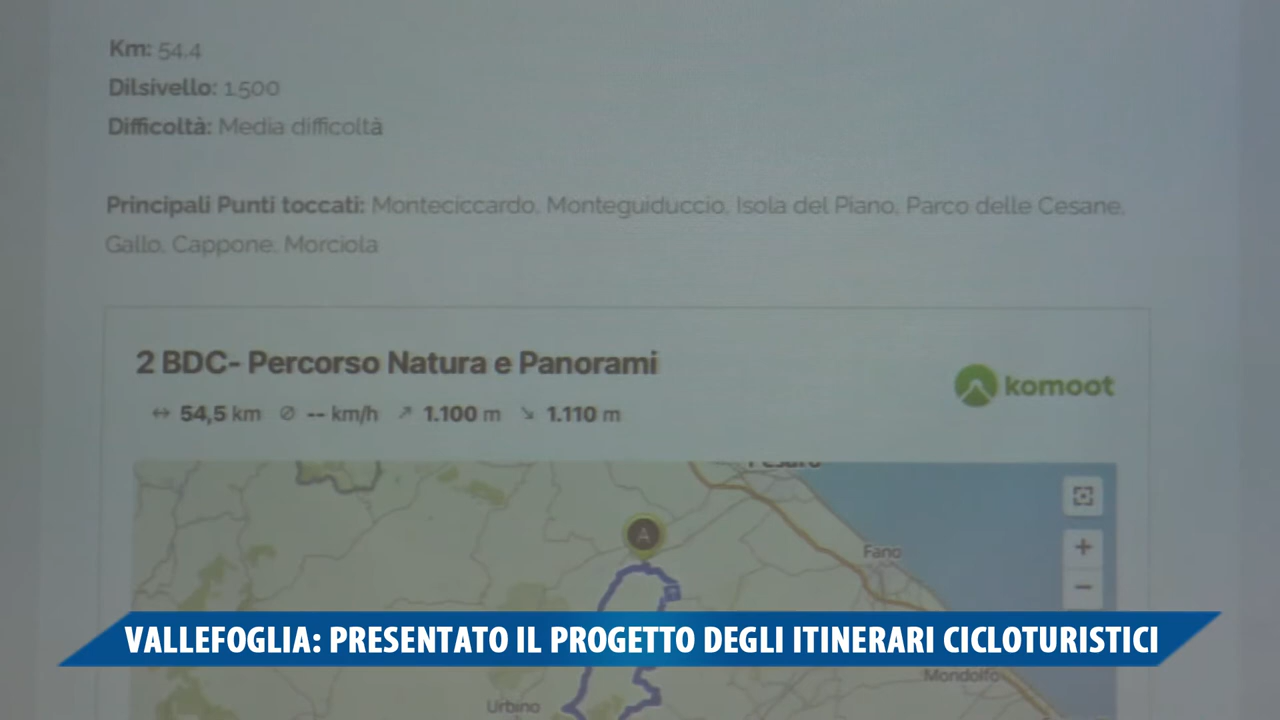 Km: 54,4
Dilsivello: 1.500
Difficoltà: Media difficoltà
Principali Punti toccati: Monteciccardo, Monteguiduccio, Isola del Piano, Parco delle Cesane,
Gallo, Cappone, Morciola
2 BDC- Percorso Natura e Panorami
komoot
54,5 km -- km/h 1.100 m 1.110 m
Pesaro
A
Fano
+
−
VALLEFOGLIA: PRESENTATO IL PROGETTO DEGLI ITINERARI CICLOTURISTICI
Mondolfo
Urbino